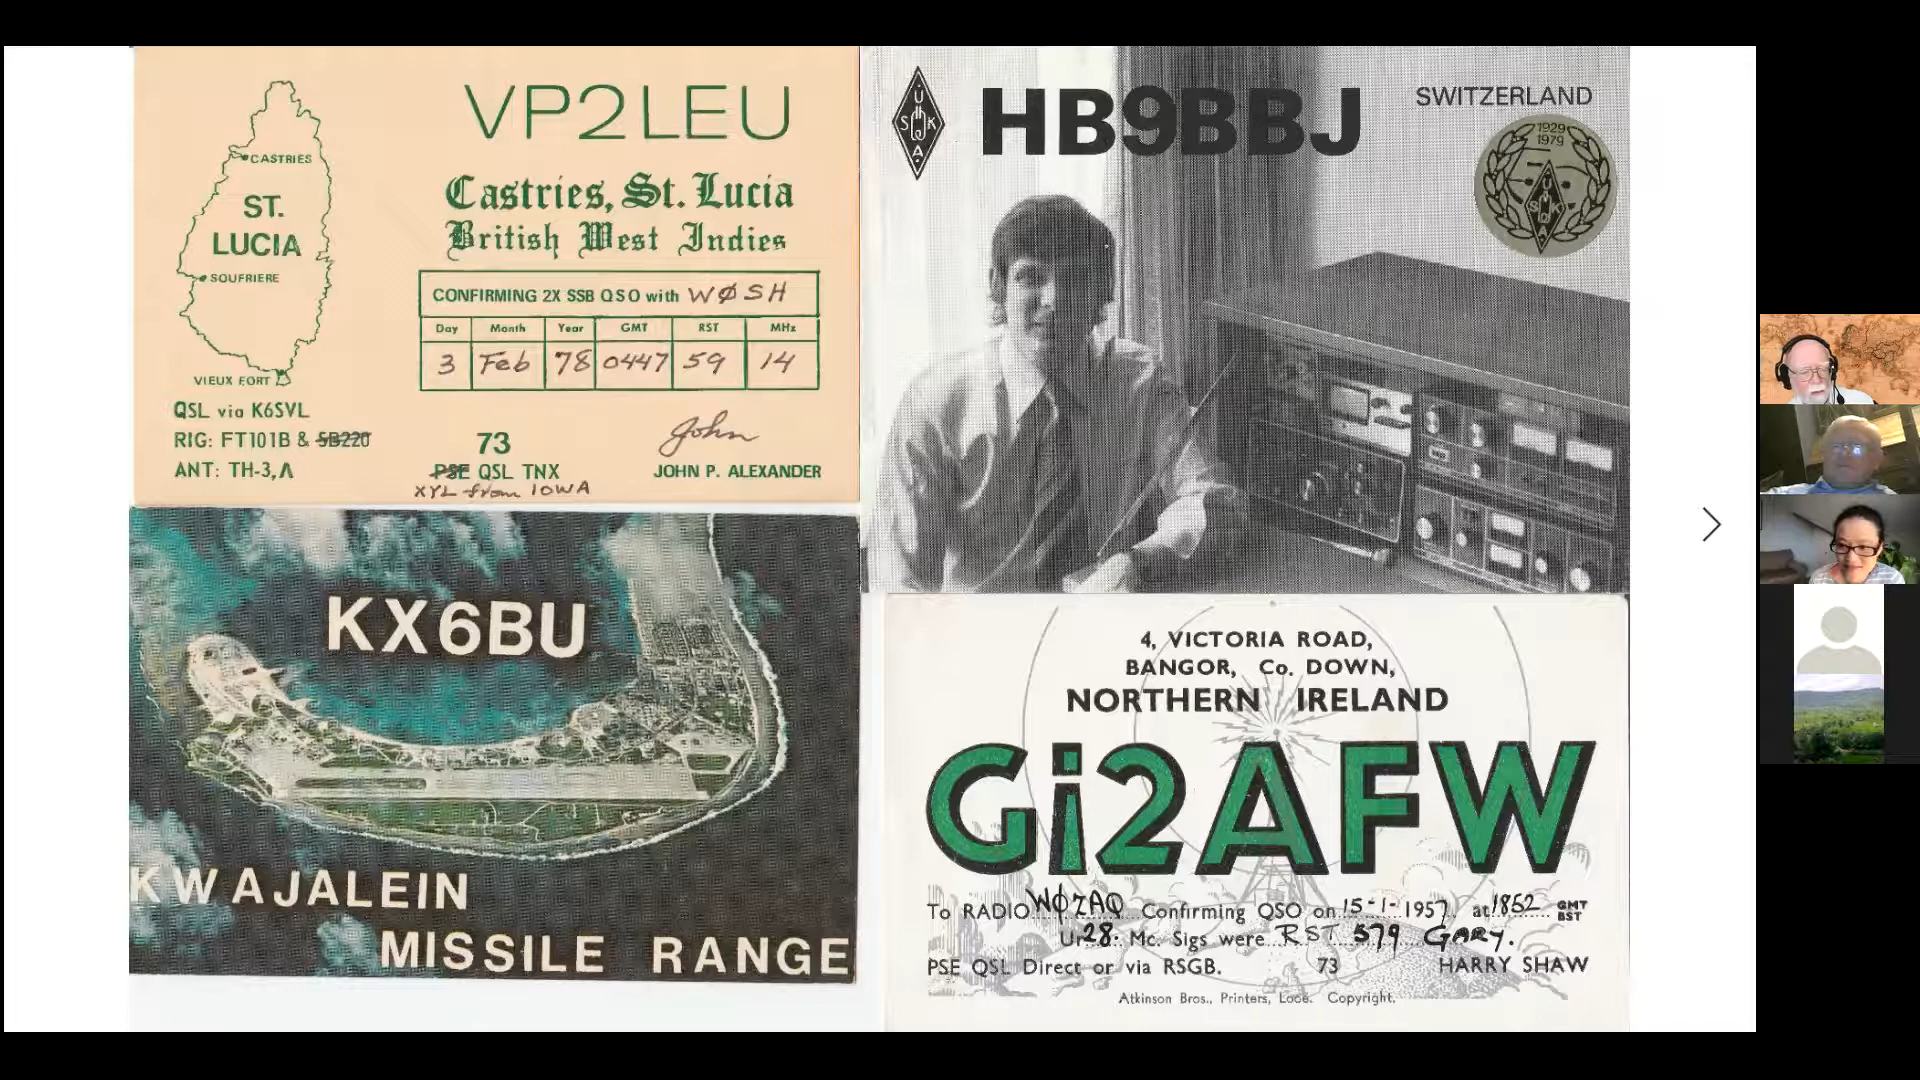 VP2LEU
Castries, St. Lucia
British West Indies
CASTRIES
ST.
LUCIA
SOUFRIERE
VIEUX FORT
CONFIRMING 2X SSB QSO with WØSH
Day Month Year GMT RST MHz
3 Feb 78 0447 59 14
QSL via K6SVL
RIG: FT101B & SB220
ANT: TH-3,Λ
73
PSE QSL TNX
XYL from IOWA
John
JOHN P. ALEXANDER
HB9BBJ
SWITZERLAND
U
S K
A
1929
1979
U
S K
A
KX6BU
KWAJALEIN
MISSILE RANGE
4, VICTORIA ROAD,
BANGOR, Co. DOWN,
NORTHERN IRELAND
Gi2AFW
To RADIO WØZAQ Confirming QSO on 15-1-1957 at 1852 GMT
BST
Ur 28. Mc. Sigs were RST 579 GARY.
PSE QSL Direct or via RSGB. 73 HARRY SHAW
Atkinson Bros., Printers, Looe. Copyright.